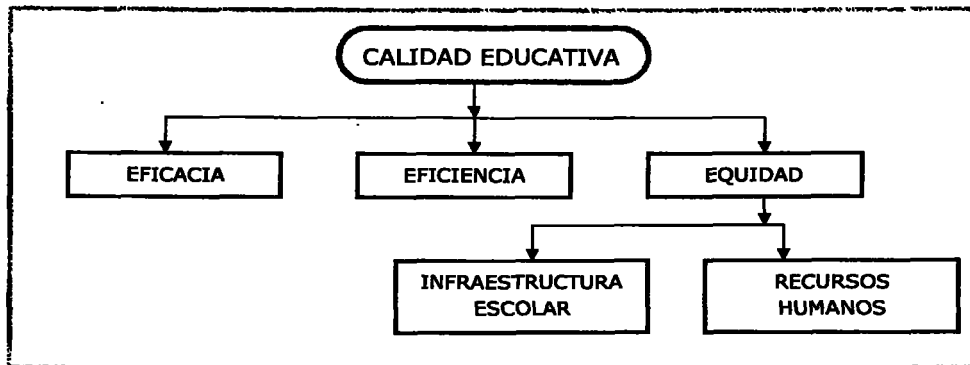 CALIDAD EDUCATIVA
EFICACIA
EFICIENCIA
EQUIDAD
INFRAESTRUCTURA
ESCOLAR
RECURSOS
HUMANOS